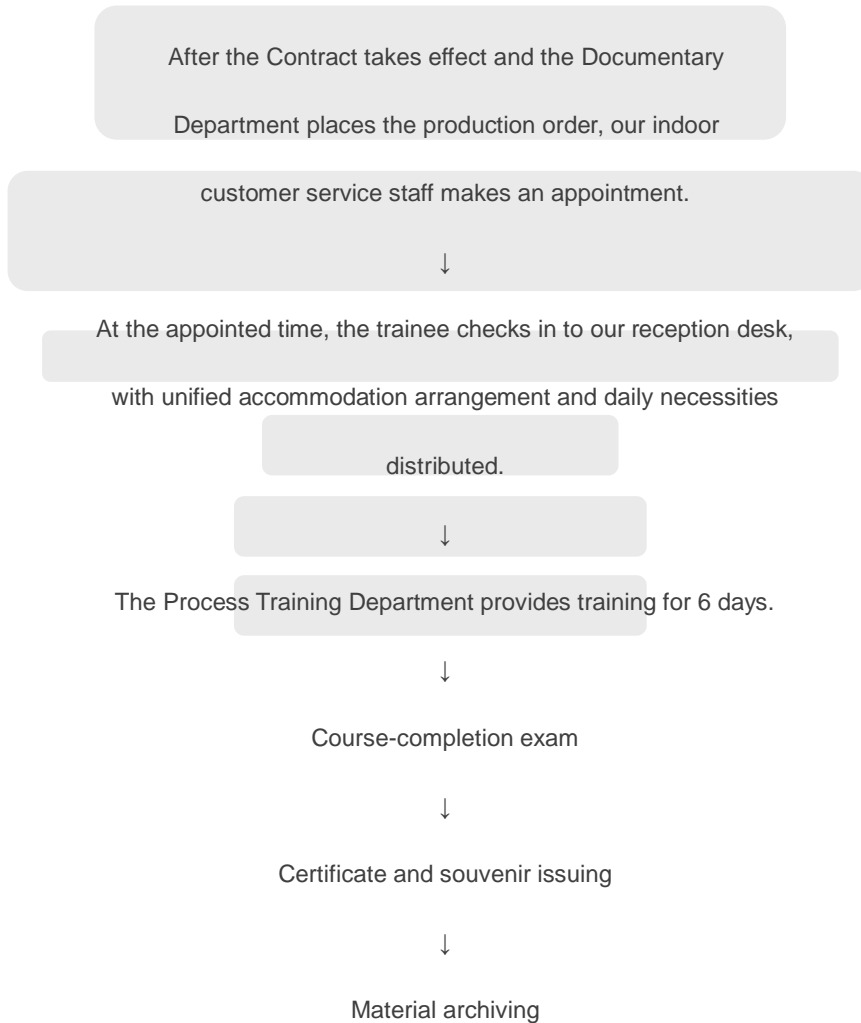 After the Contract takes effect and the Documentary
Department places the production order, our indoor
customer service staff makes an appointment.
↓
At the appointed time, the trainee checks in to our reception desk,
with unified accommodation arrangement and daily necessities
distributed.
↓
The Process Training Department provides training for 6 days.
↓
Course-completion exam
↓
Certificate and souvenir issuing
↓
Material archiving